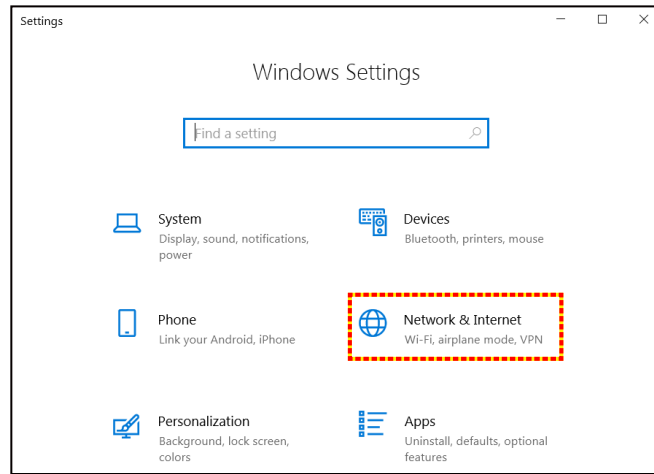 Settings
Windows Settings
Find a setting
System
Display, sound, notifications,
power
Devices
Bluetooth, printers, mouse
Phone
Link your Android, iPhone
Network & Internet
Wi-Fi, airplane mode, VPN
Personalization
Background, lock screen,
colors
Apps
Uninstall, defaults, optional
features